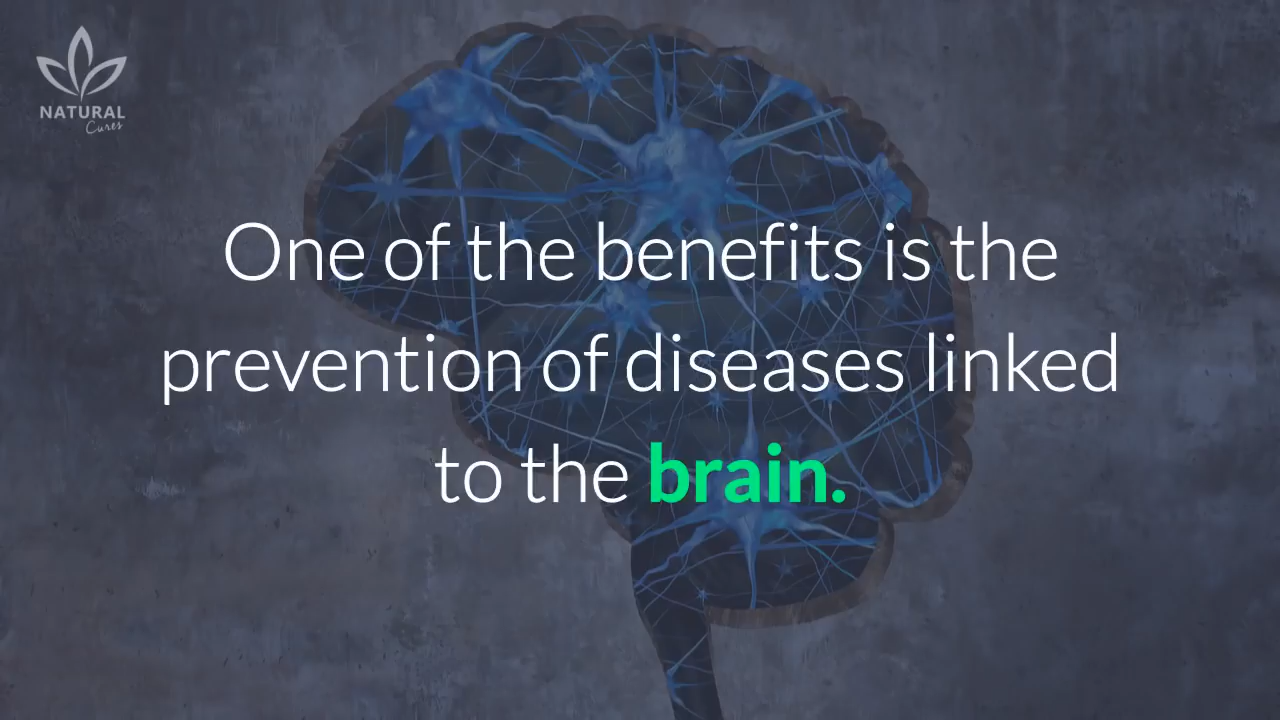 NATURAL
Cures
One of the benefits is the
prevention of diseases linked
to the brain.